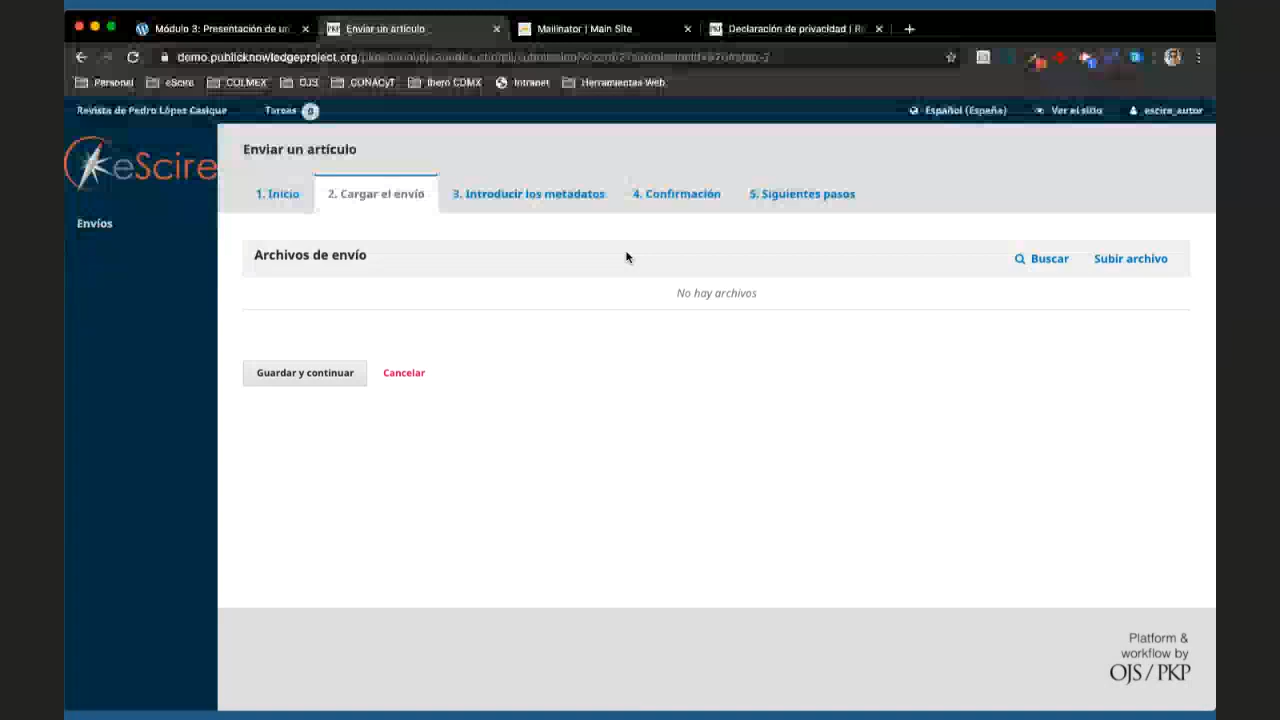 Módulo 3: Presentación de un
Enviar un artículo
Mailinator | Main Site
Declaración de privacidad | R
demo.publicknowledgeproject.org
Personal
eScire
COLMEX
OJS
CONACyT
Ibero CDMX
Intranet
Herramientas Web
Revista de Pedro López Casique
Tareas 0
Español (España)
Ver el sitio
escire_autor
eScire
Envíos
Enviar un artículo
1. Inicio
2. Cargar el envío
3. Introducir los metadatos
4. Confirmación
5. Siguientes pasos
Archivos de envío
Buscar
Subir archivo
No hay archivos
Guardar y continuar
Cancelar
Platform &
workflow by
OJS / PKP